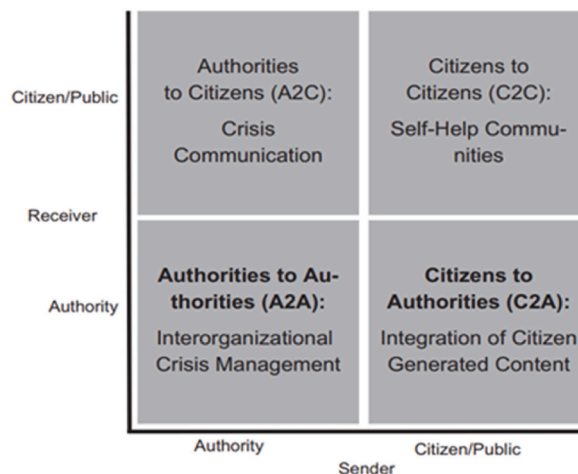 Citizen/Public
Authorities
to Citizens (A2C):
Crisis
Communication
Citizens to
Citizens (C2C):
Self-Help Commu-
nities
Receiver
Authority
Authorities to Au-
thorities (A2A):
Interorganizational
Crisis Management
Citizens to
Authorities (C2A):
Integration of Citizen
Generated Content
Authority
Citizen/Public
Sender